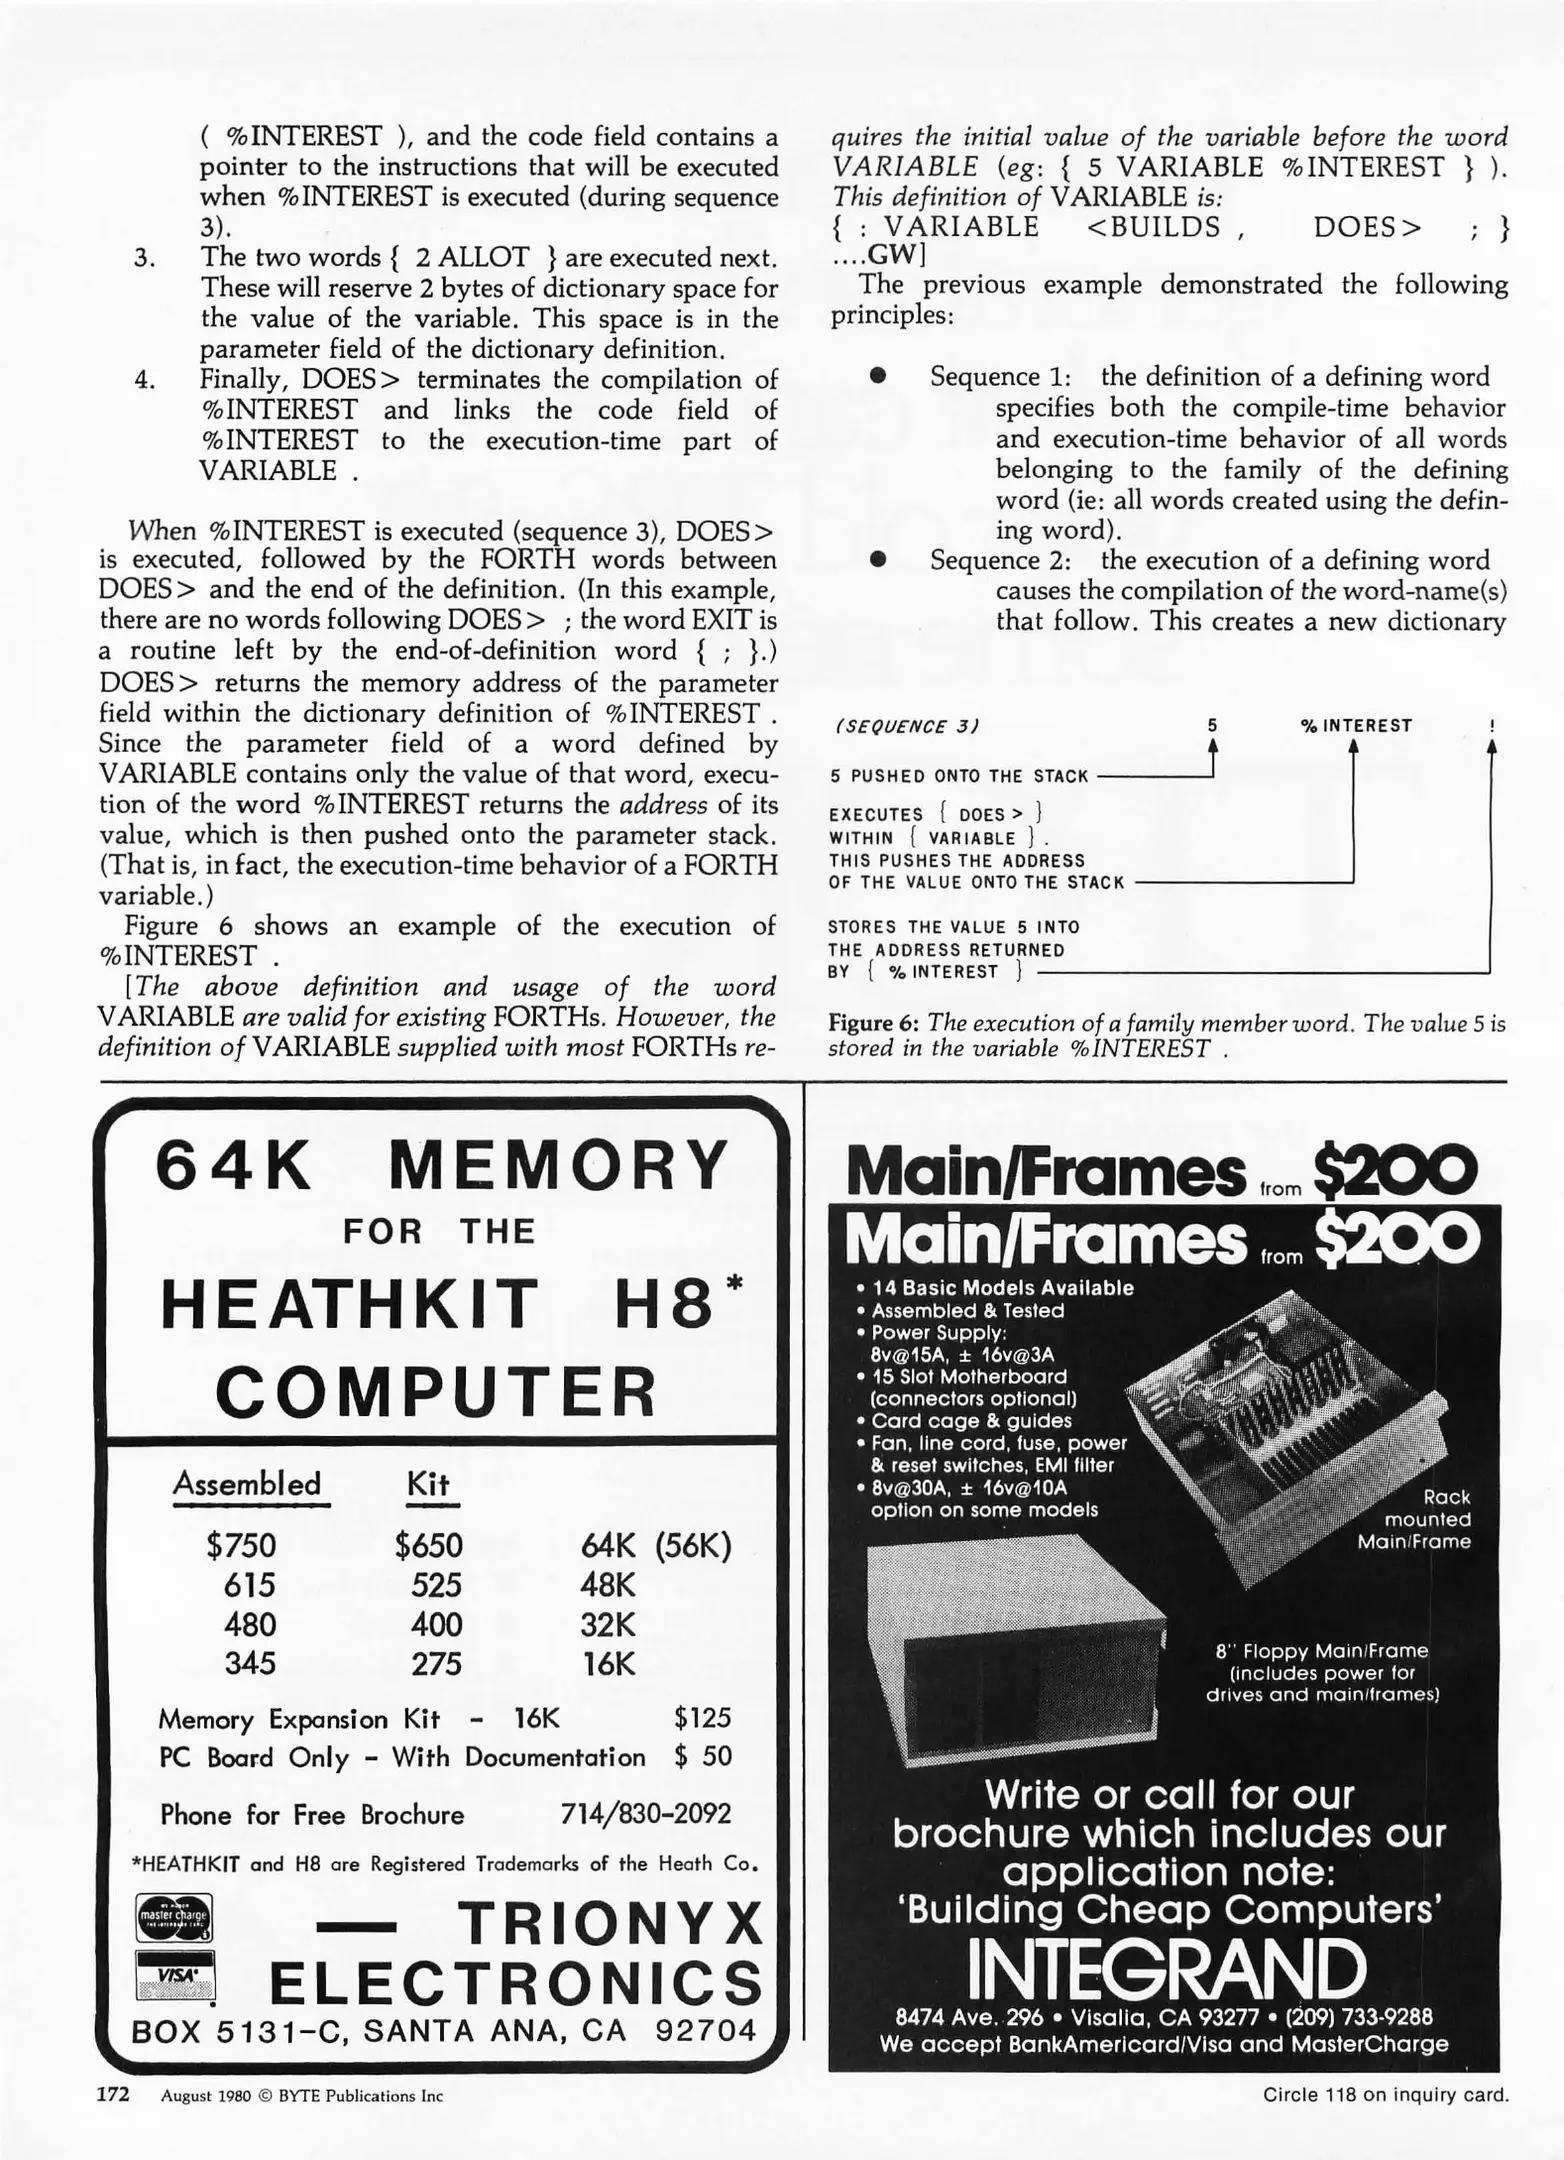 ( %INTEREST ), and the code field contains a
pointer to the instructions that will be executed
when %INTEREST is executed (during sequence
3).
3. The two words { 2 ALLOT } are executed next.
These will reserve 2 bytes of dictionary space for
the value of the variable. This space is in the
parameter field of the dictionary definition.
4. Finally, DOES> terminates the compilation of
%INTEREST and links the code field of
%INTEREST to the execution-time part of
VARIABLE .
When %INTEREST is executed (sequence 3), DOES>
is executed, followed by the FORTH words between
DOES> and the end of the definition. (In this example,
there are no words following DOES> ; the word EXIT is
a routine left by the end-of-definition word { ; }.)
DOES> returns the memory address of the parameter
field within the dictionary definition of %INTEREST .
Since the parameter field of a word defined by
VARIABLE contains only the value of that word, execu-
tion of the word %INTEREST returns the address of its
value, which is then pushed onto the parameter stack.
(That is, in fact, the execution-time behavior of a FORTH
variable.)
Figure 6 shows an example of the execution of
%INTEREST .
[The above definition and usage of the word
VARIABLE are valid for existing FORTHs. However, the
definition of VARIABLE supplied with most FORTHs re-
quires the initial value of the variable before the word
VARIABLE (eg: { 5 VARIABLE %INTEREST } ).
This definition of VARIABLE is:
{ : VARIABLE <BUILDS , DOES> ; }
....GW]
The previous example demonstrated the following
principles:
● Sequence 1: the definition of a defining word
specifies both the compile-time behavior
and execution-time behavior of all words
belonging to the family of the defining
word (ie: all words created using the defin-
ing word).
● Sequence 2: the execution of a defining word
causes the compilation of the word-name(s)
that follow. This creates a new dictionary
(SEQUENCE 3) 5 % INTEREST !
5 PUSHED ONTO THE STACK
EXECUTES { DOES > }
WITHIN { VARIABLE } .
THIS PUSHES THE ADDRESS
OF THE VALUE ONTO THE STACK
STORES THE VALUE 5 INTO
THE ADDRESS RETURNED
BY { % INTEREST }
Figure 6: The execution of a family member word. The value 5 is
stored in the variable %INTEREST .
64K MEMORY
FOR THE
HEATHKIT H8*
COMPUTER
Assembled Kit
$750 $650 64K (56K)
615 525 48K
480 400 32K
345 275 16K
Memory Expansion Kit - 16K $125
PC Board Only - With Documentation $ 50
Phone for Free Brochure 714/830-2092
*HEATHKIT and H8 are Registered Trademarks of the Heath Co.
master charge
VISA
— TRIONYX
ELECTRONICS
BOX 5131-C, SANTA ANA, CA 92704
Main/Frames from $200
Main/Frames from $200
• 14 Basic Models Available
• Assembled & Tested
• Power Supply:
8v@15A, ± 16v@3A
• 15 Slot Motherboard
(connectors optional)
• Card cage & guides
• Fan, line cord, fuse, power
& reset switches, EMI filter
• 8v@30A, ± 16v@10A
option on some models
Rack
mounted
Main/Frame
8" Floppy Main/Frame
(includes power for
drives and main/frames)
Write or call for our
brochure which includes our
application note:
'Building Cheap Computers'
INTEGRAND
8474 Ave. 296 • Visalia, CA 93277 • (209) 733-9288
We accept BankAmericard/Visa and MasterCharge
172 August 1980 © BYTE Publications Inc
Circle 118 on inquiry card.